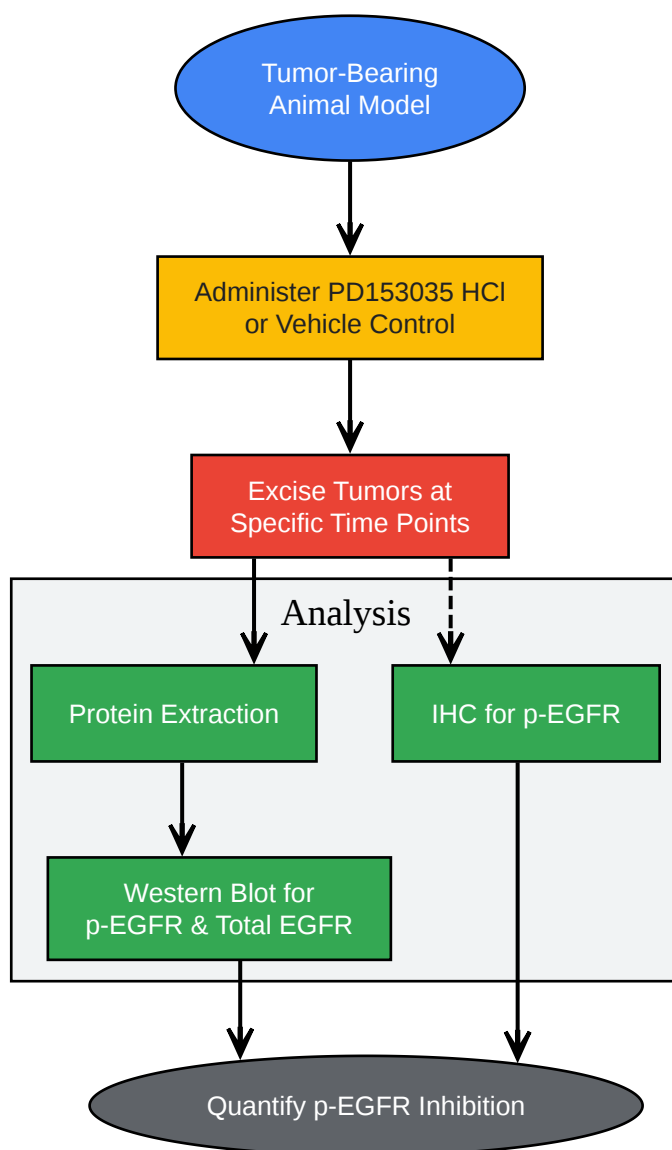 Tumor-Bearing
Animal Model
Administer PD153035 HCl
or Vehicle Control
Excise Tumors at
Specific Time Points
Analysis
Protein Extraction
IHC for p-EGFR
Western Blot for
p-EGFR & Total EGFR
Quantify p-EGFR Inhibition